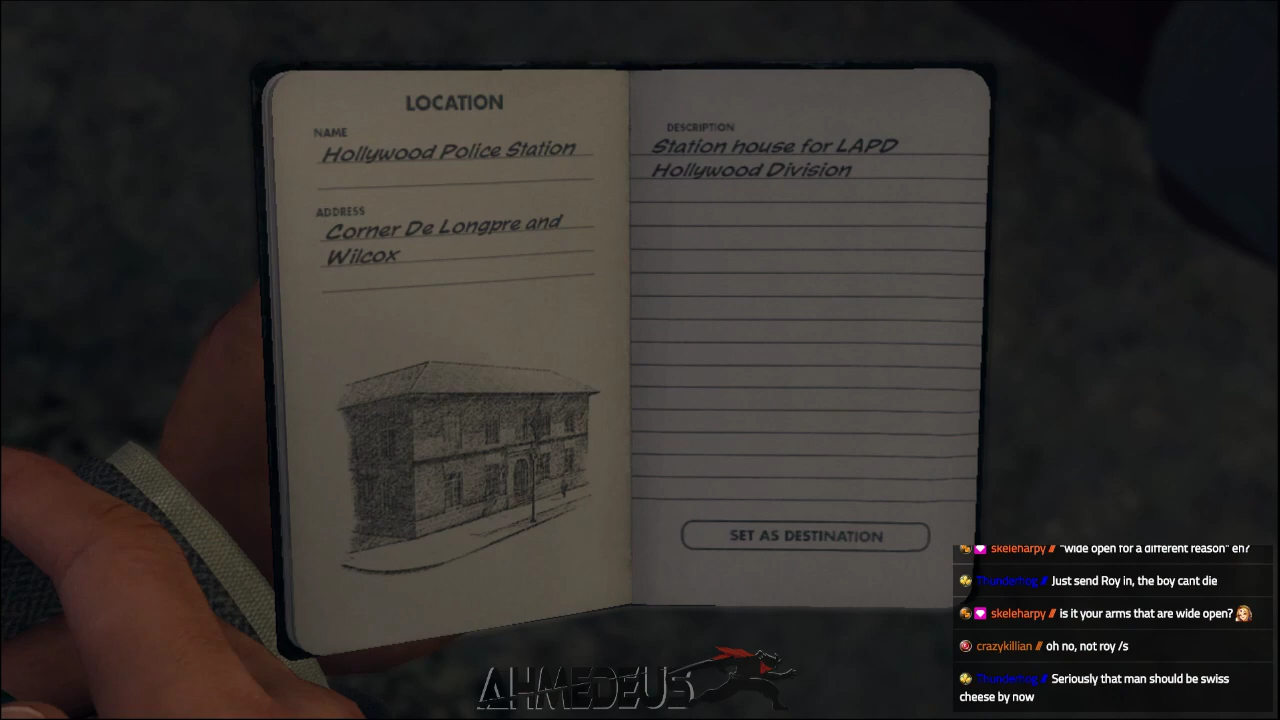 LOCATION
NAME
Hollywood Police Station
ADDRESS
Corner De Longpre and
Wilcox
DESCRIPTION
Station house for LAPD
Hollywood Division
SET AS DESTINATION
skeleharpy // "wide open for a different reason" eh?
Thunderhog // Just send Roy in, the boy cant die
skeleharpy // is it your arms that are wide open?
crazykillian // oh no, not roy /s
Thunderhog // Seriously that man should be swiss
cheese by now
AHMEDEUS